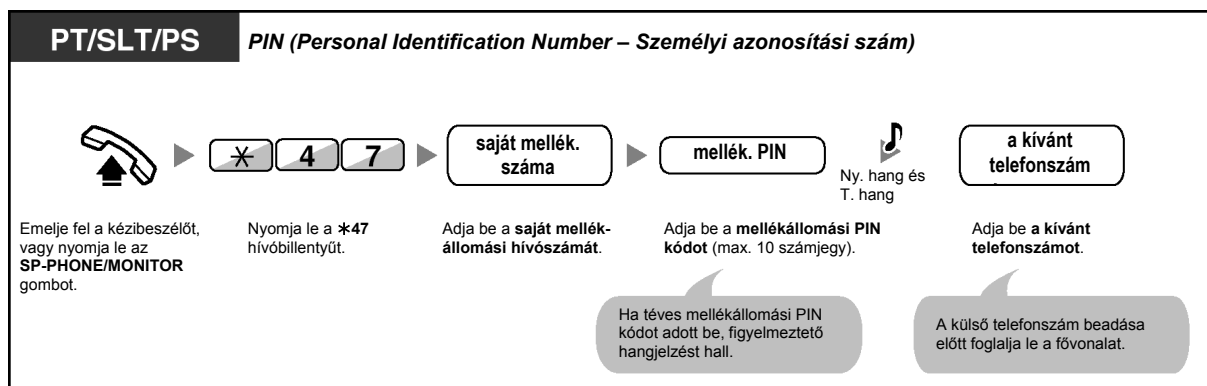 PT/SLT/PS
PIN (Personal Identification Number – Személyi azonosítási szám)
✳ 4 7
saját mellék.
száma
mellék. PIN
Ny. hang és
T. hang
a kívánt
telefonszám
Emelje fel a kézibeszélőt,
vagy nyomja le az
SP-PHONE/MONITOR
gombot.
Nyomja le a ✳47
hívóbillentyűt.
Adja be a saját mellék-
állomási hívószámát.
Adja be a mellékállomási PIN
kódot (max. 10 számjegy).
Adja be a kívánt
telefonszámot.
Ha téves mellékállomási PIN
kódot adott be, figyelmeztető
hangjelzést hall.
A külső telefonszám beadása
előtt foglalja le a fővonalat.